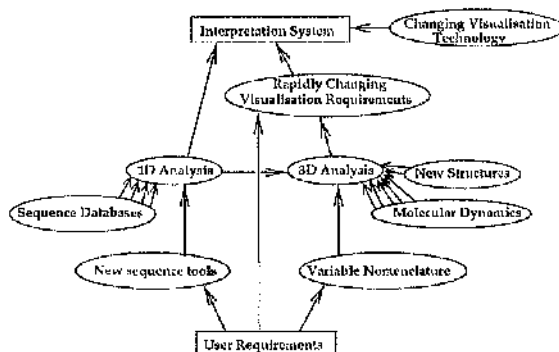 Interpretation System
Changing Visualisation
Technology
Rapidly Changing
Visualisation Requirements
1D Analysis
3D Analysis
New Structures
Sequence Databases
Molecular Dynamics
New sequence tools
Variable Nomenclature
User Requirements